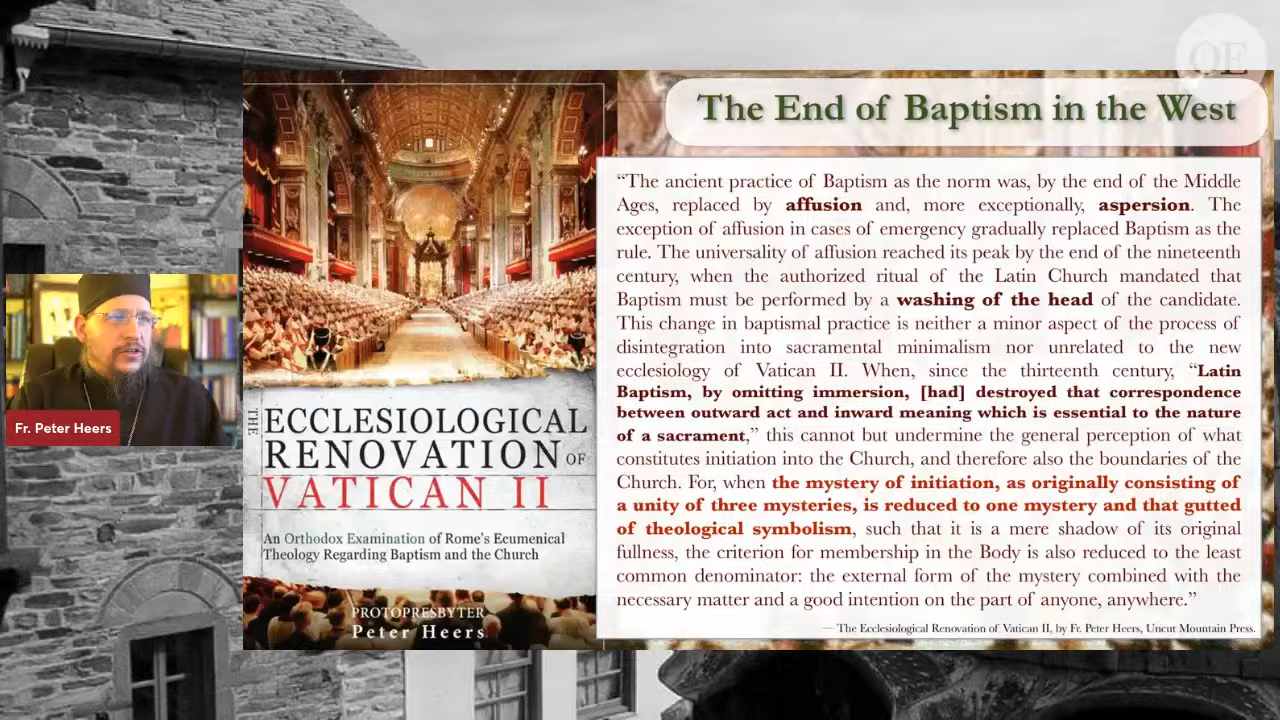 OE
The End of Baptism in the West
“The ancient practice of Baptism as the norm was, by the end of the Middle
Ages, replaced by affusion and, more exceptionally, aspersion. The
exception of affusion in cases of emergency gradually replaced Baptism as the
rule. The universality of affusion reached its peak by the end of the nineteenth
century, when the authorized ritual of the Latin Church mandated that
Baptism must be performed by a washing of the head of the candidate.
This change in baptismal practice is neither a minor aspect of the process of
disintegration into sacramental minimalism nor unrelated to the new
ecclesiology of Vatican II. When, since the thirteenth century, “Latin
Baptism, by omitting immersion, [had] destroyed that correspondence
between outward act and inward meaning which is essential to the nature
of a sacrament,” this cannot but undermine the general perception of what
constitutes initiation into the Church, and therefore also the boundaries of the
Church. For, when the mystery of initiation, as originally consisting of
a unity of three mysteries, is reduced to one mystery and that gutted
of theological symbolism, such that it is a mere shadow of its original
fullness, the criterion for membership in the Body is also reduced to the least
common denominator: the external form of the mystery combined with the
necessary matter and a good intention on the part of anyone, anywhere.”
— The Ecclesiological Renovation of Vatican II, by Fr. Peter Heers, Uncut Mountain Press.
THE
ECCLESIOLOGICAL
RENOVATION OF
VATICAN II
An Orthodox Examination of Rome’s Ecumenical
Theology Regarding Baptism and the Church
PROTOPRESBYTER
Peter Heers
Fr. Peter Heers